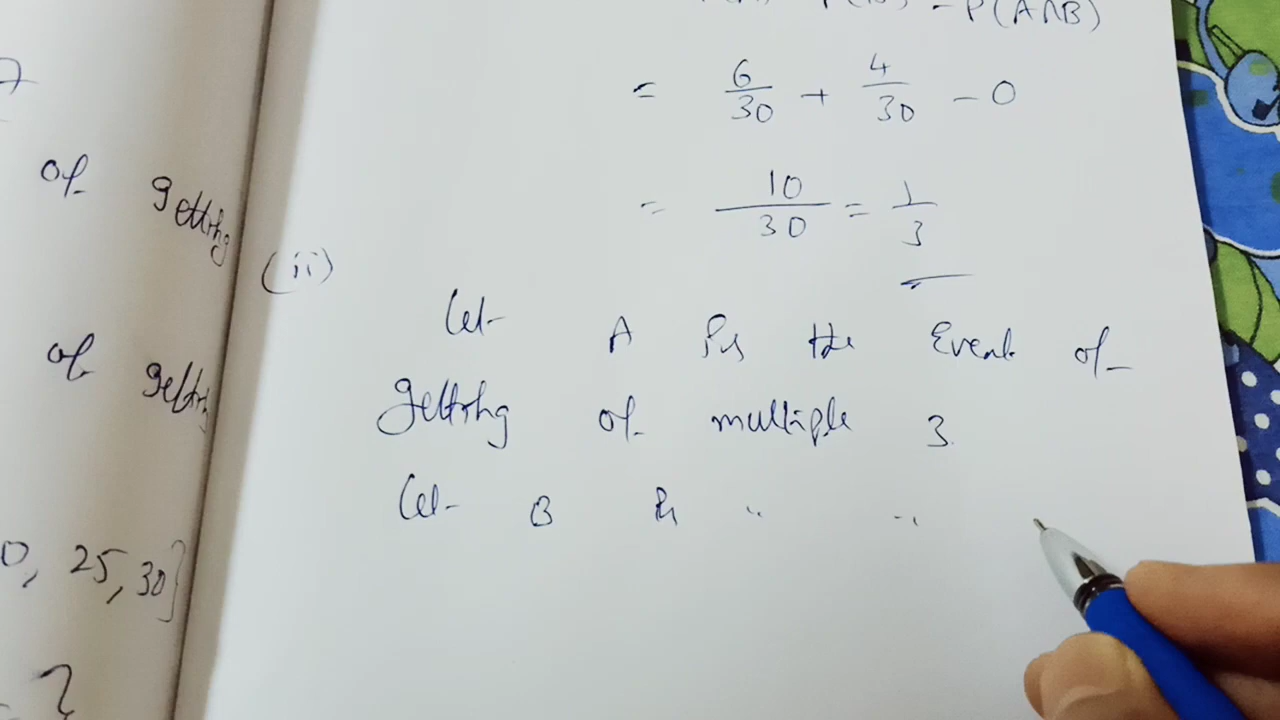 7
of getting
of getting
0, 25, 30}
- P(A∩B)
= 6/30 + 4/30 - 0
= 10/30 = 1/3
(ii)
Let A is the Event of
getting of multiple 3.
Let B is " "